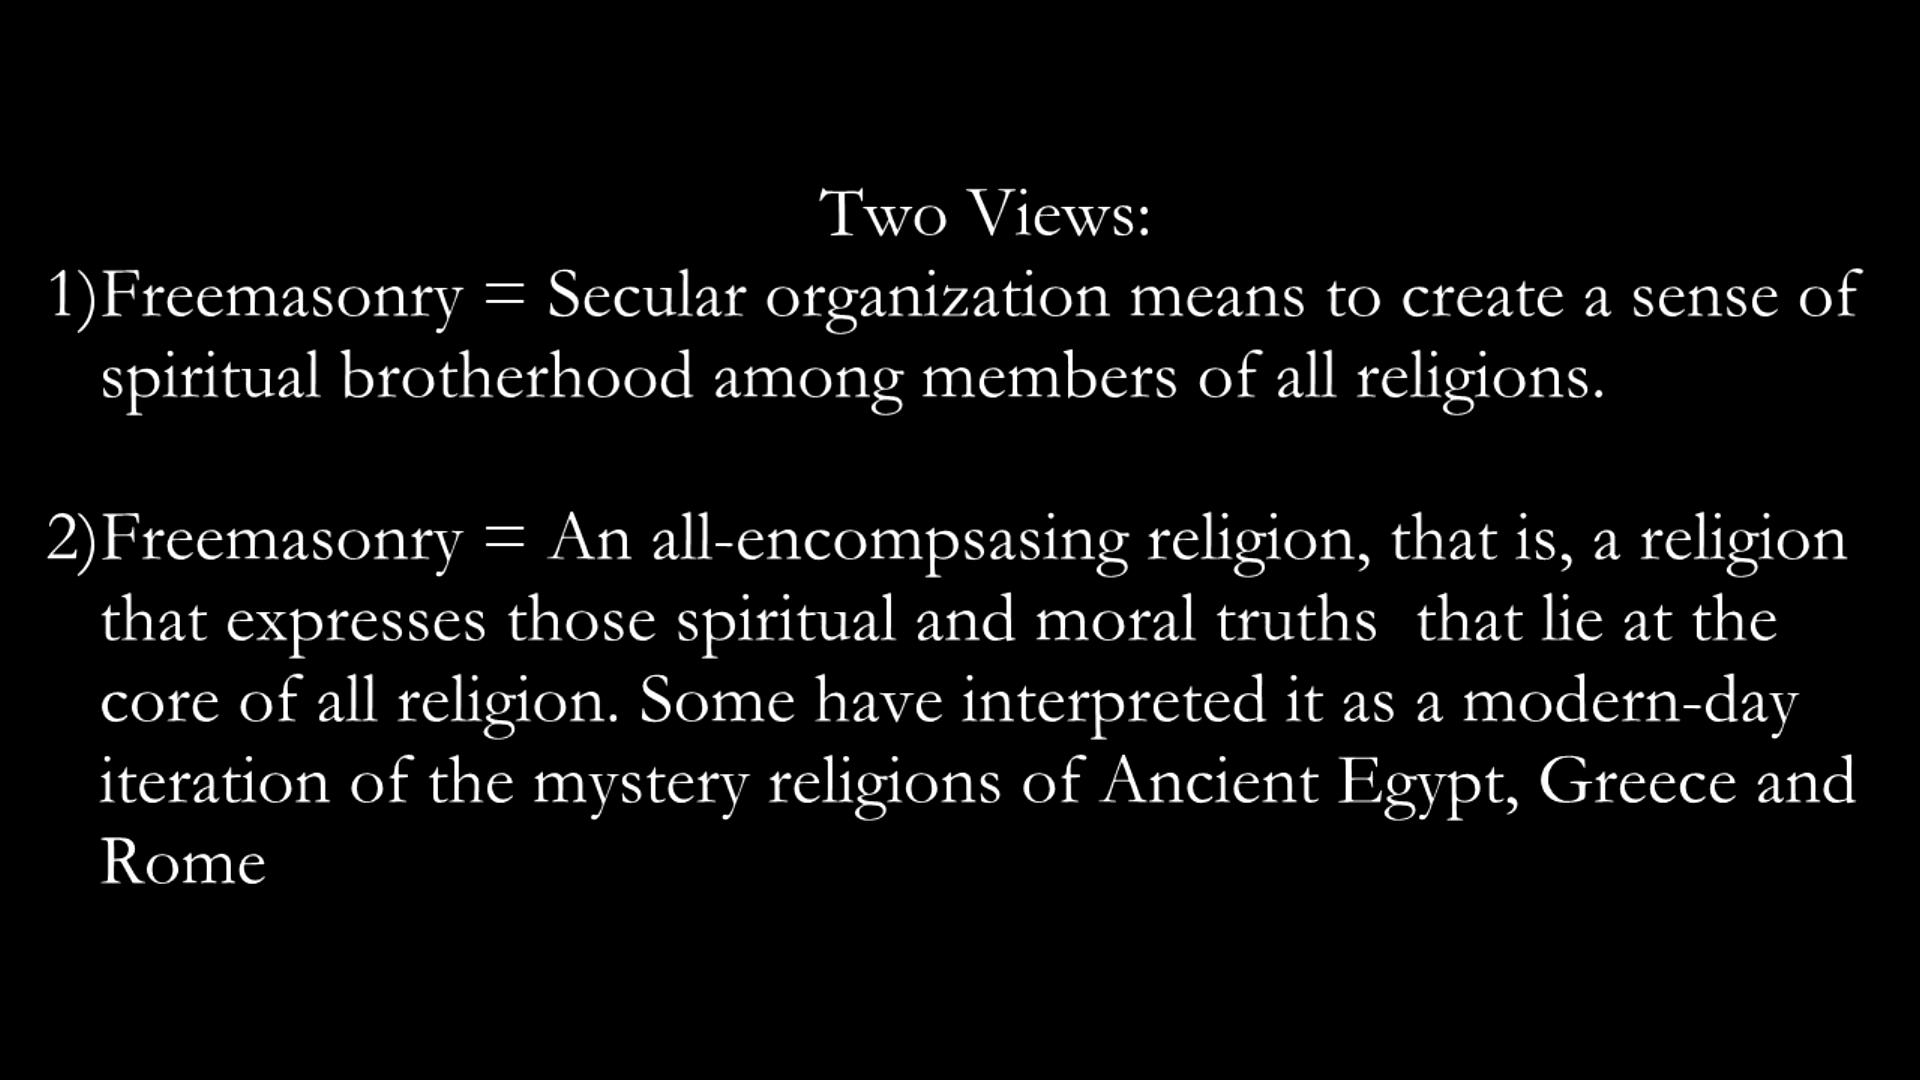 Two Views:
1)Freemasonry = Secular organization means to create a sense of
spiritual brotherhood among members of all religions.
2)Freemasonry = An all-encompsasing religion, that is, a religion
that expresses those spiritual and moral truths  that lie at the
core of all religion. Some have interpreted it as a modern-day
iteration of the mystery religions of Ancient Egypt, Greece and
Rome